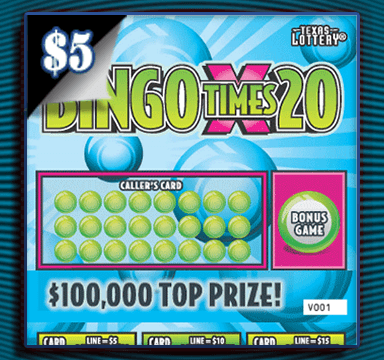 $5
TEXAS
LOTTERY®
BINGO TIMES 20
X
CALLER'S CARD
BONUS
GAME
$100,000 TOP PRIZE!
V001
CARD LINE=$5 CARD LINE=$10 CARD LINE=$15